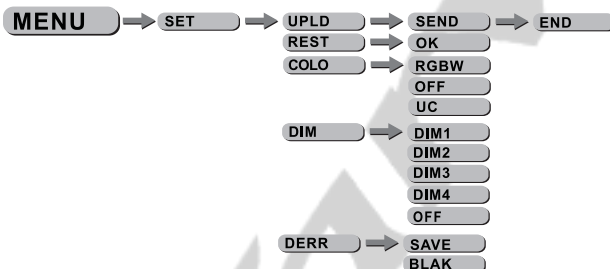 MENU SET UPLD SEND END
REST OK
COLO RGBW
OFF
UC
DIM DIM1
DIM2
DIM3
DIM4
OFF
DERR SAVE
BLAK